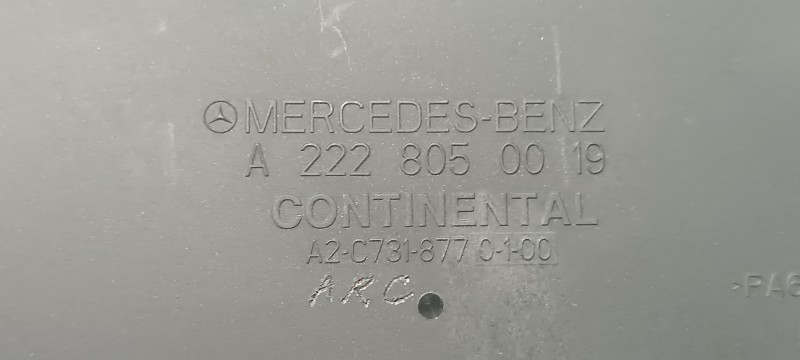 MERCEDES-BENZ
A 222 805 00 19
CONTINENTAL
A2-C731-877 0-1-00
ARC